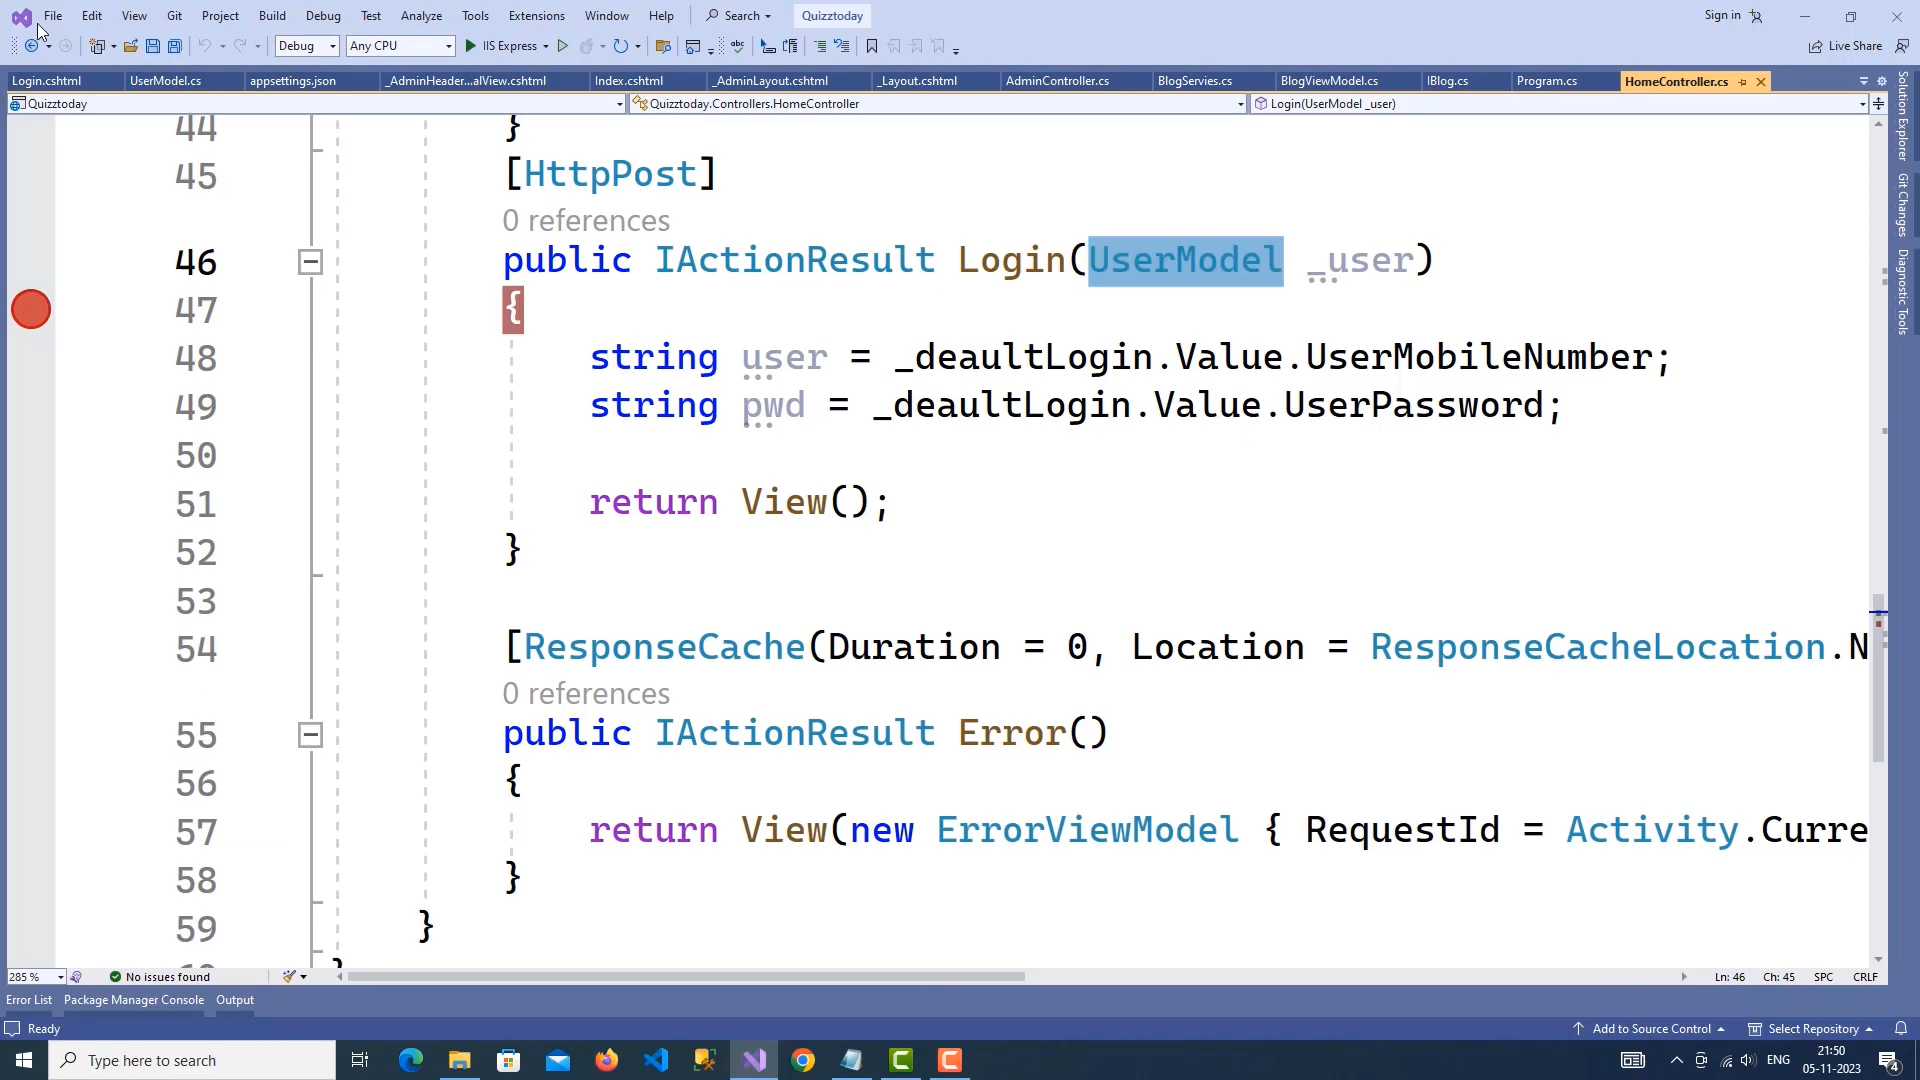 File Edit View Git Project Build Debug Test Analyze Tools Extensions Window Help Search Quizztoday Sign in
Debug Any CPU IIS Express Live Share
Login.cshtml UserModel.cs appsettings.json _AdminHeader...alView.cshtml Index.cshtml _AdminLayout.cshtml _Layout.cshtml AdminController.cs BlogServies.cs BlogViewModel.cs IBlog.cs Program.cs HomeController.cs
Quizztoday Quizztoday.Controllers.HomeController Login(UserModel _user)
44 }
45 [HttpPost]
0 references
46 public IActionResult Login(UserModel _user)
47 {
48 string user = _deaultLogin.Value.UserMobileNumber;
49 string pwd = _deaultLogin.Value.UserPassword;
50
51 return View();
52 }
53
54 [ResponseCache(Duration = 0, Location = ResponseCacheLocation.N
0 references
55 public IActionResult Error()
56 {
57 return View(new ErrorViewModel { RequestId = Activity.Curre
58 }
59 }
Solution Explorer
Git Changes
Diagnostic Tools
285 % No issues found Ln: 46 Ch: 45 SPC CRLF
Error List Package Manager Console Output
Ready Add to Source Control Select Repository
Type here to search ENG 21:50
05-11-2023 4